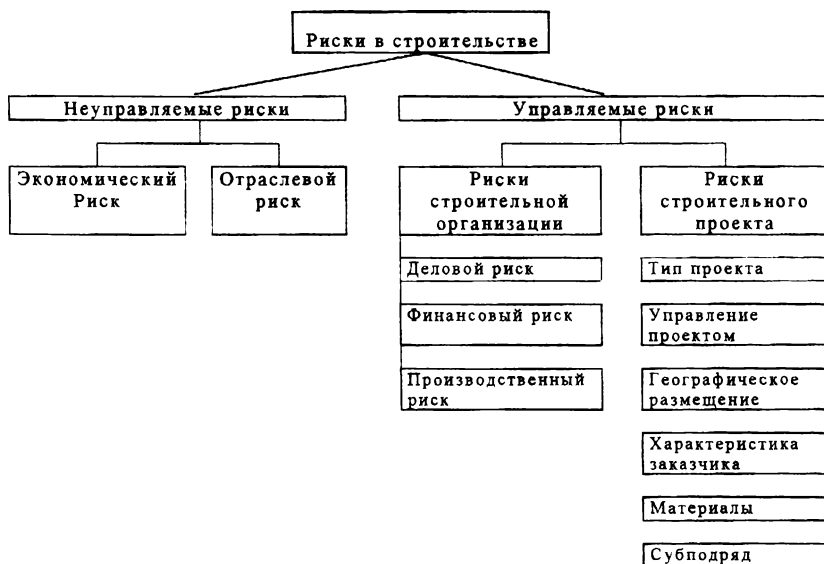 Риски в строительстве
Неуправляемые риски
Управляемые риски
Экономический
Риск
Отраслевой
риск
Риски
строительной
организации
Риски
строительного
проекта
Деловой риск
Финансовый риск
Производственный
риск
Тип проекта
Управление
проектом
Географическое
размещение
Характеристика
заказчика
Материалы
Субподряд